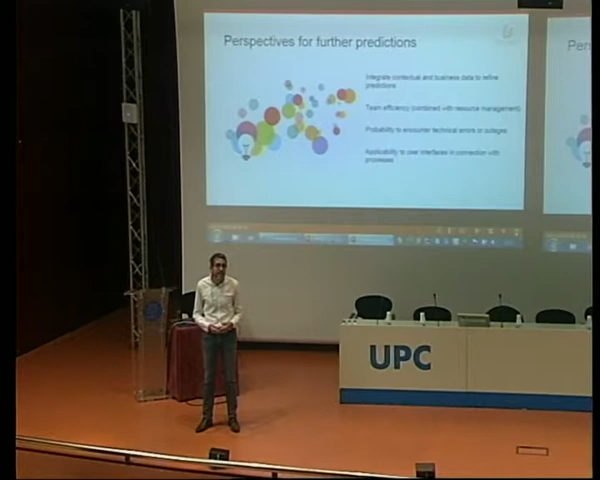 Perspectives for further predictions
Integrate contextual and business data to refine
predictions
Team efficiency (combined with resource management)
Probability to encounter technical errors or outages
Applicability to user interfaces in connection with
processes
Per
UPC